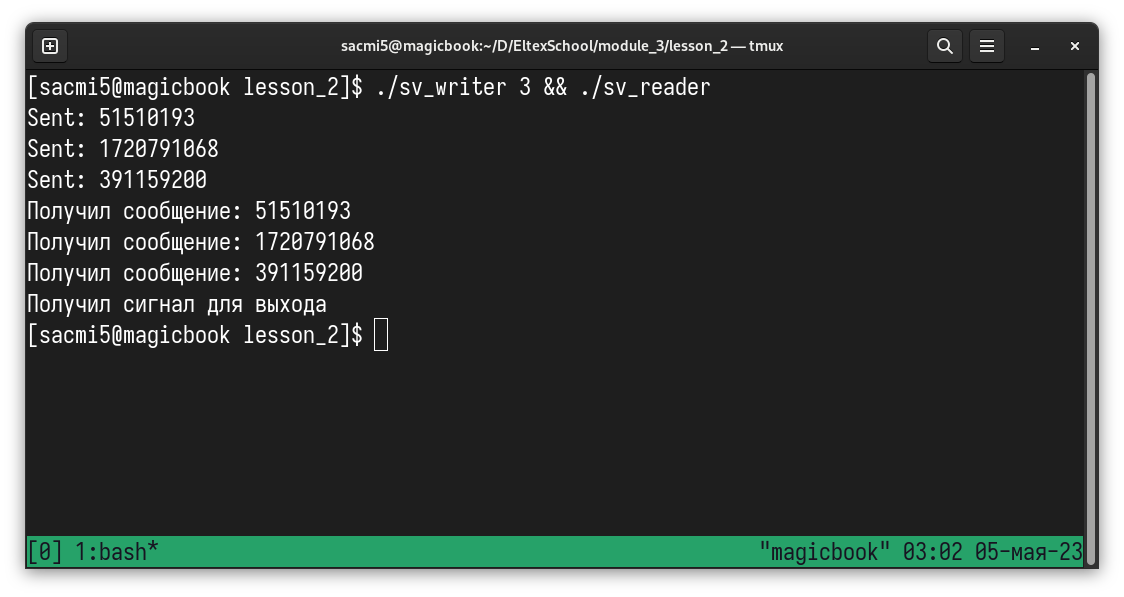 sacmi5@magicbook:~/D/EltexSchool/module_3/lesson_2 — tmux
[sacmi5@magicbook lesson_2]$ ./sv_writer 3 && ./sv_reader
Sent: 51510193
Sent: 1720791068
Sent: 391159200
Получил сообщение: 51510193
Получил сообщение: 1720791068
Получил сообщение: 391159200
Получил сигнал для выхода
[sacmi5@magicbook lesson_2]$
[0] 1:bash* "magicbook" 03:02 05-мая-23